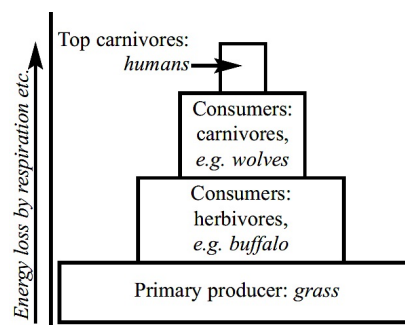 Top carnivores:
humans
Consumers:
carnivores,
e.g. wolves
Consumers:
herbivores,
e.g. buffalo
Primary producer: grass
Energy loss by respiration etc.